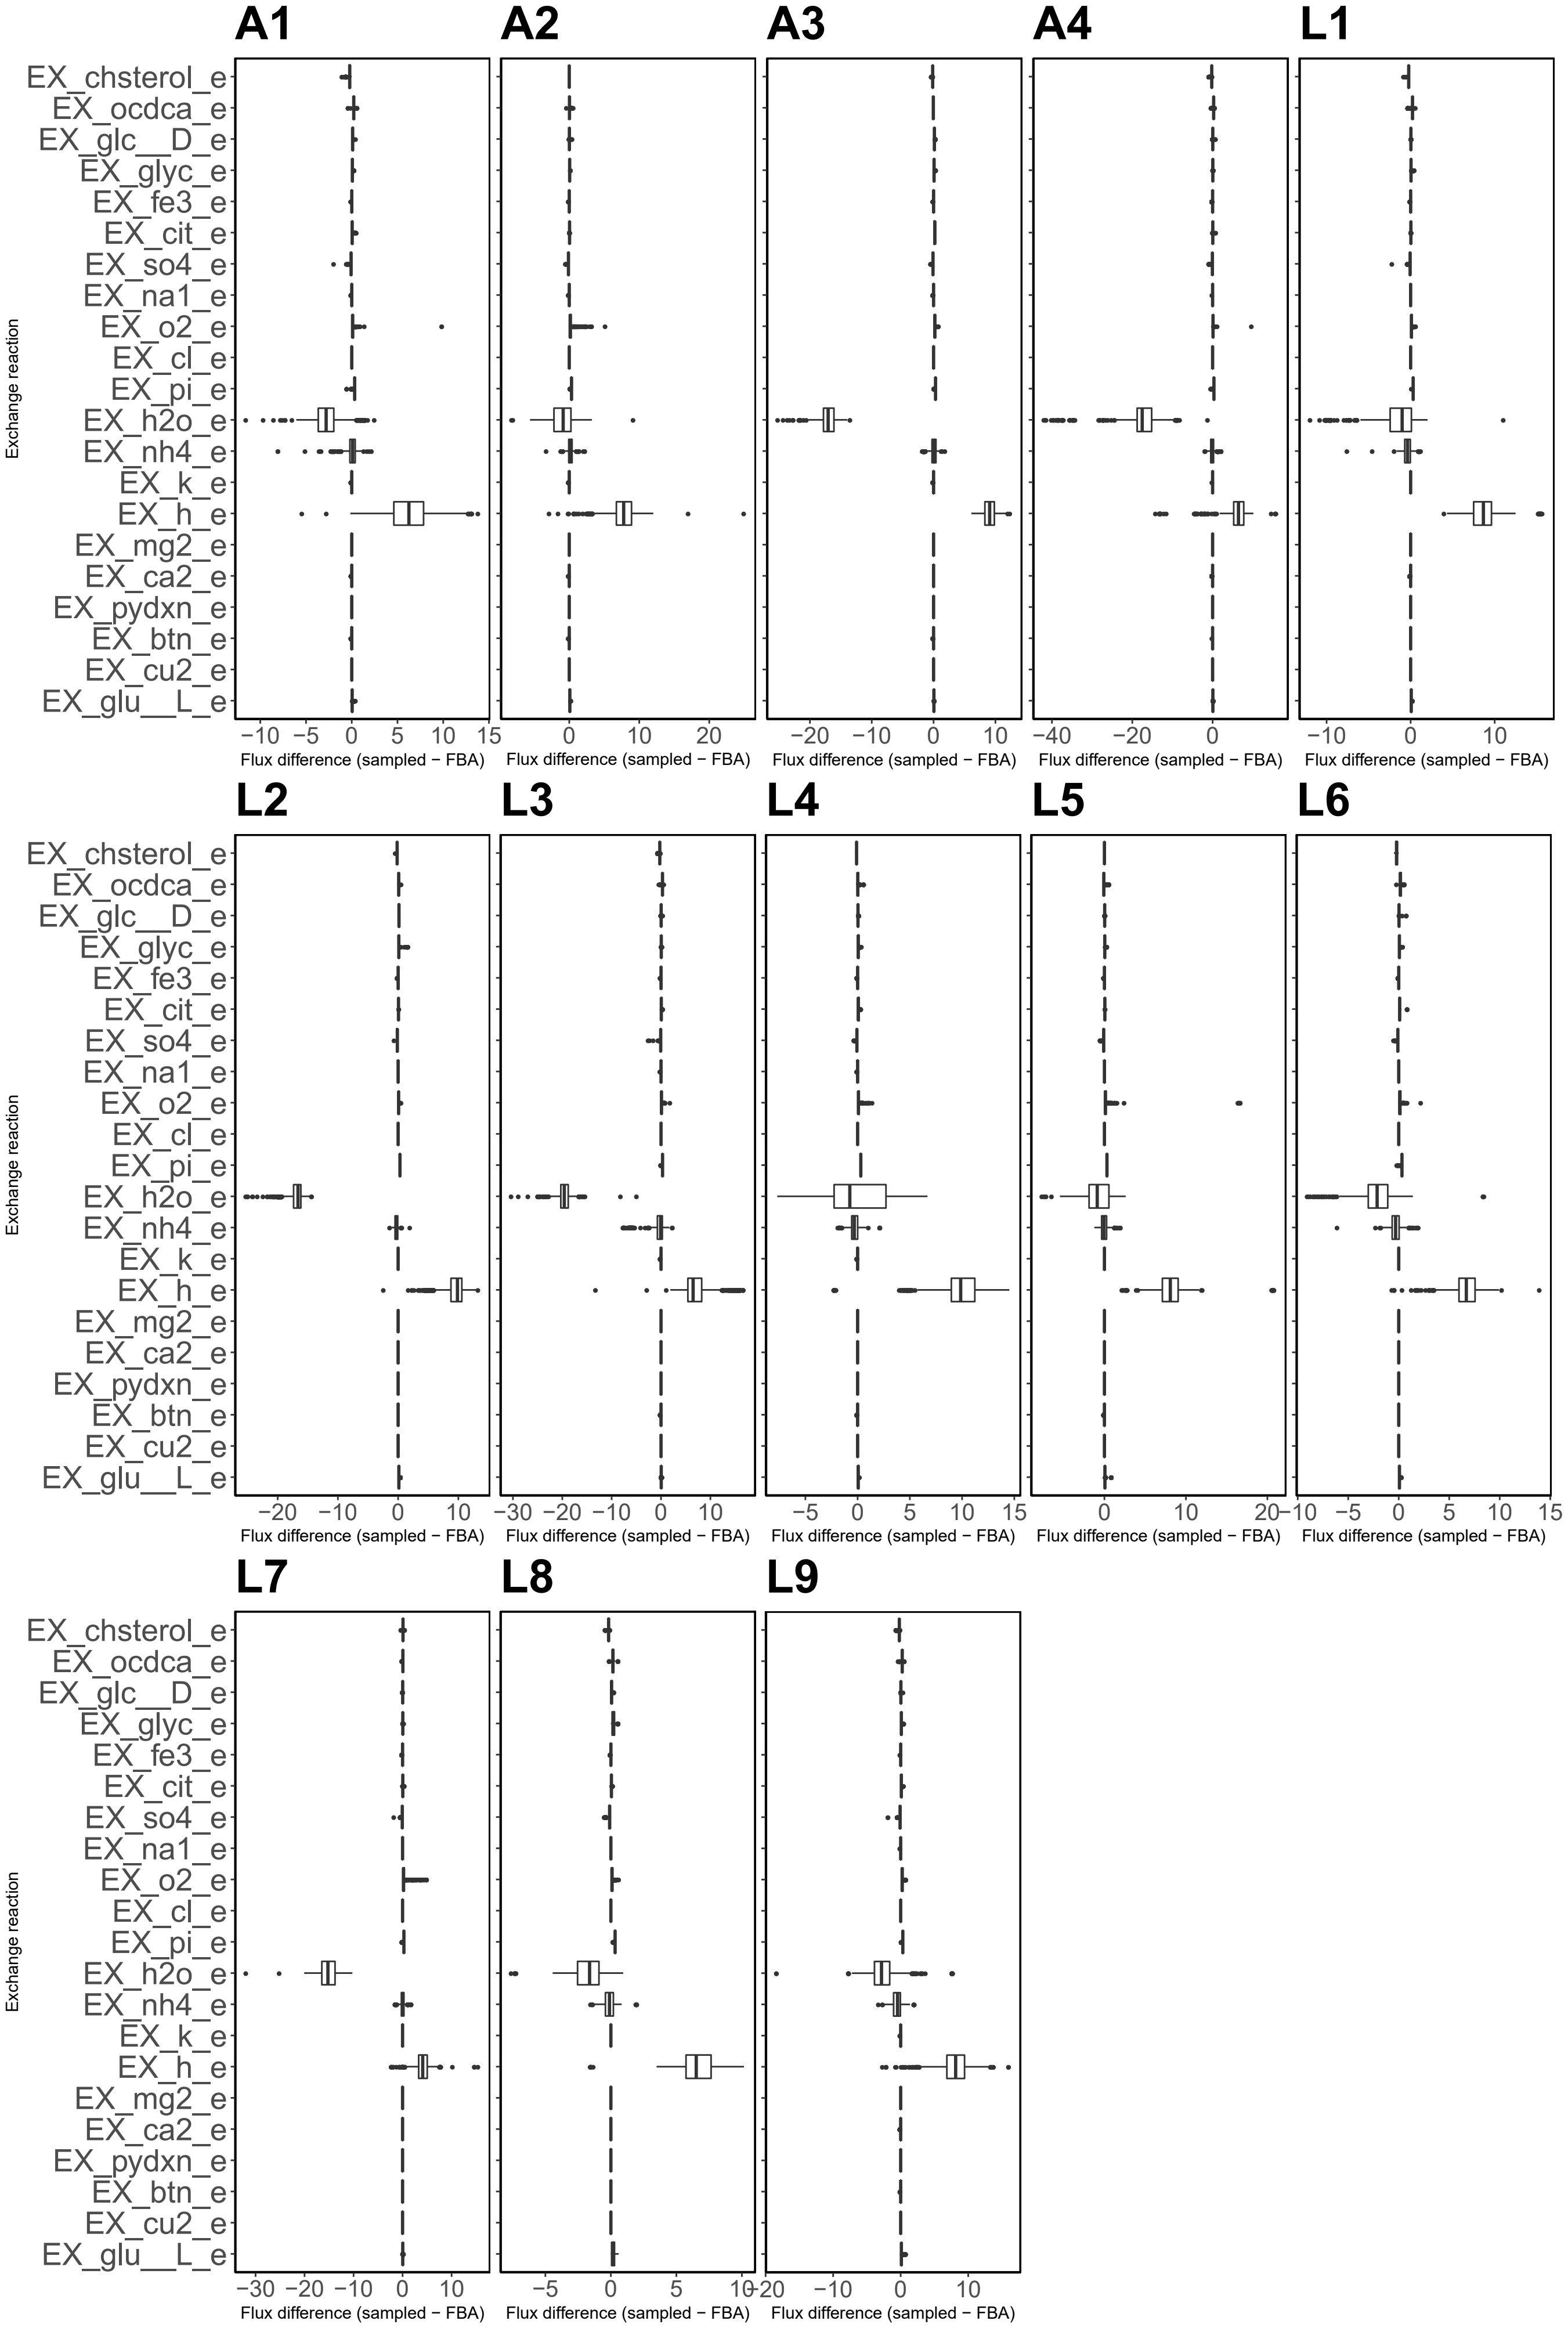 A1 A2 A3 A4 L1
Exchange reaction
EX_chsterol_e
EX_ocdca_e
EX_glc__D_e
EX_glyc_e
EX_fe3_e
EX_cit_e
EX_so4_e
EX_na1_e
EX_o2_e
EX_cl_e
EX_pi_e
EX_h2o_e
EX_nh4_e
EX_k_e
EX_h_e
EX_mg2_e
EX_ca2_e
EX_pydxn_e
EX_btn_e
EX_cu2_e
EX_glu__L_e
−10 −5 0 5 10 15 0 10 20 −20 −10 0 10 −40 −20 0 −10 0 10
Flux difference (sampled − FBA) Flux difference (sampled − FBA) Flux difference (sampled − FBA) Flux difference (sampled − FBA) Flux difference (sampled − FBA)
L2 L3 L4 L5 L6
Exchange reaction
EX_chsterol_e
EX_ocdca_e
EX_glc__D_e
EX_glyc_e
EX_fe3_e
EX_cit_e
EX_so4_e
EX_na1_e
EX_o2_e
EX_cl_e
EX_pi_e
EX_h2o_e
EX_nh4_e
EX_k_e
EX_h_e
EX_mg2_e
EX_ca2_e
EX_pydxn_e
EX_btn_e
EX_cu2_e
EX_glu__L_e
−20 −10 0 10 −30 −20 −10 0 10 −5 0 5 10 15 0 10 20 −10 −5 0 5 10 15
Flux difference (sampled − FBA) Flux difference (sampled − FBA) Flux difference (sampled − FBA) Flux difference (sampled − FBA) Flux difference (sampled − FBA)
L7 L8 L9
Exchange reaction
EX_chsterol_e
EX_ocdca_e
EX_glc__D_e
EX_glyc_e
EX_fe3_e
EX_cit_e
EX_so4_e
EX_na1_e
EX_o2_e
EX_cl_e
EX_pi_e
EX_h2o_e
EX_nh4_e
EX_k_e
EX_h_e
EX_mg2_e
EX_ca2_e
EX_pydxn_e
EX_btn_e
EX_cu2_e
EX_glu__L_e
−30 −20 −10 0 10 −5 0 5 10 −20 −10 0 10
Flux difference (sampled − FBA) Flux difference (sampled − FBA) Flux difference (sampled − FBA)